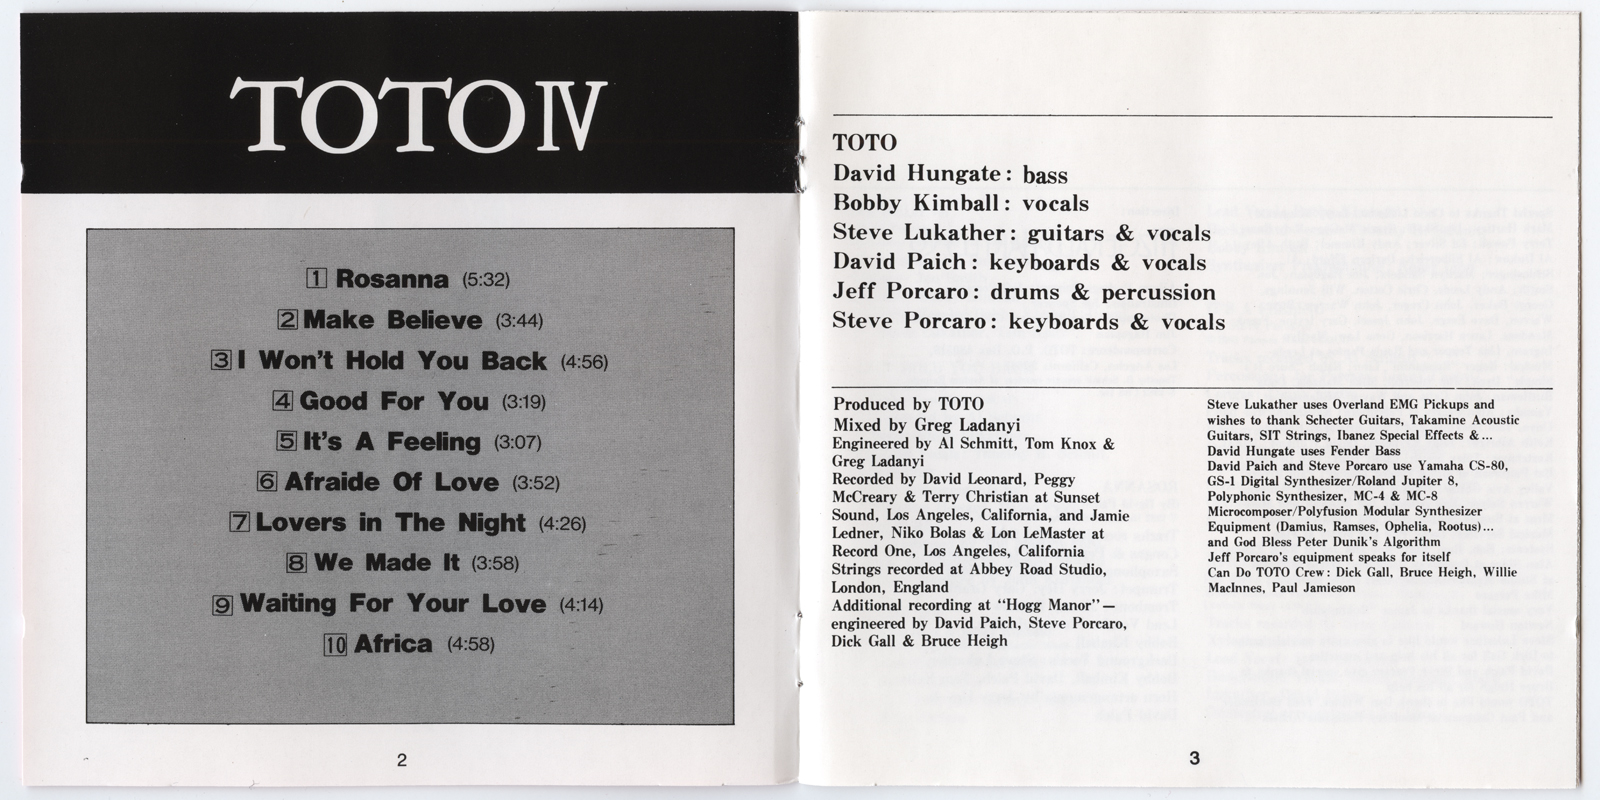 TOTO IV
1 Rosanna (5:32)
2 Make Believe (3:44)
3 I Won't Hold You Back (4:56)
4 Good For You (3:19)
5 It's A Feeling (3:07)
6 Afraide Of Love (3:52)
7 Lovers in The Night (4:26)
8 We Made It (3:58)
9 Waiting For Your Love (4:14)
10 Africa (4:58)
2
TOTO
David Hungate: bass
Bobby Kimball: vocals
Steve Lukather: guitars & vocals
David Paich: keyboards & vocals
Jeff Porcaro: drums & percussion
Steve Porcaro: keyboards & vocals
Produced by TOTO
Mixed by Greg Ladanyi
Engineered by Al Schmitt, Tom Knox &
Greg Ladanyi
Recorded by David Leonard, Peggy
McCreary & Terry Christian at Sunset
Sound, Los Angeles, California, and Jamie
Ledner, Niko Bolas & Lon LeMaster at
Record One, Los Angeles, California
Strings recorded at Abbey Road Studio,
London, England
Additional recording at “Hogg Manor”—
engineered by David Paich, Steve Porcaro,
Dick Gall & Bruce Heigh
Steve Lukather uses Overland EMG Pickups and
wishes to thank Schecter Guitars, Takamine Acoustic
Guitars, SIT Strings, Ibanez Special Effects &...
David Hungate uses Fender Bass
David Paich and Steve Porcaro use Yamaha CS-80,
GS-1 Digital Synthesizer/Roland Jupiter 8,
Polyphonic Synthesizer, MC-4 & MC-8
Microcomposer/Polyfusion Modular Synthesizer
Equipment (Damius, Ramses, Ophelia, Rootus)...
and God Bless Peter Dunik's Algorithm
Jeff Porcaro's equipment speaks for itself
Can Do TOTO Crew: Dick Gall, Bruce Heigh, Willie
MacInnes, Paul Jamieson
3